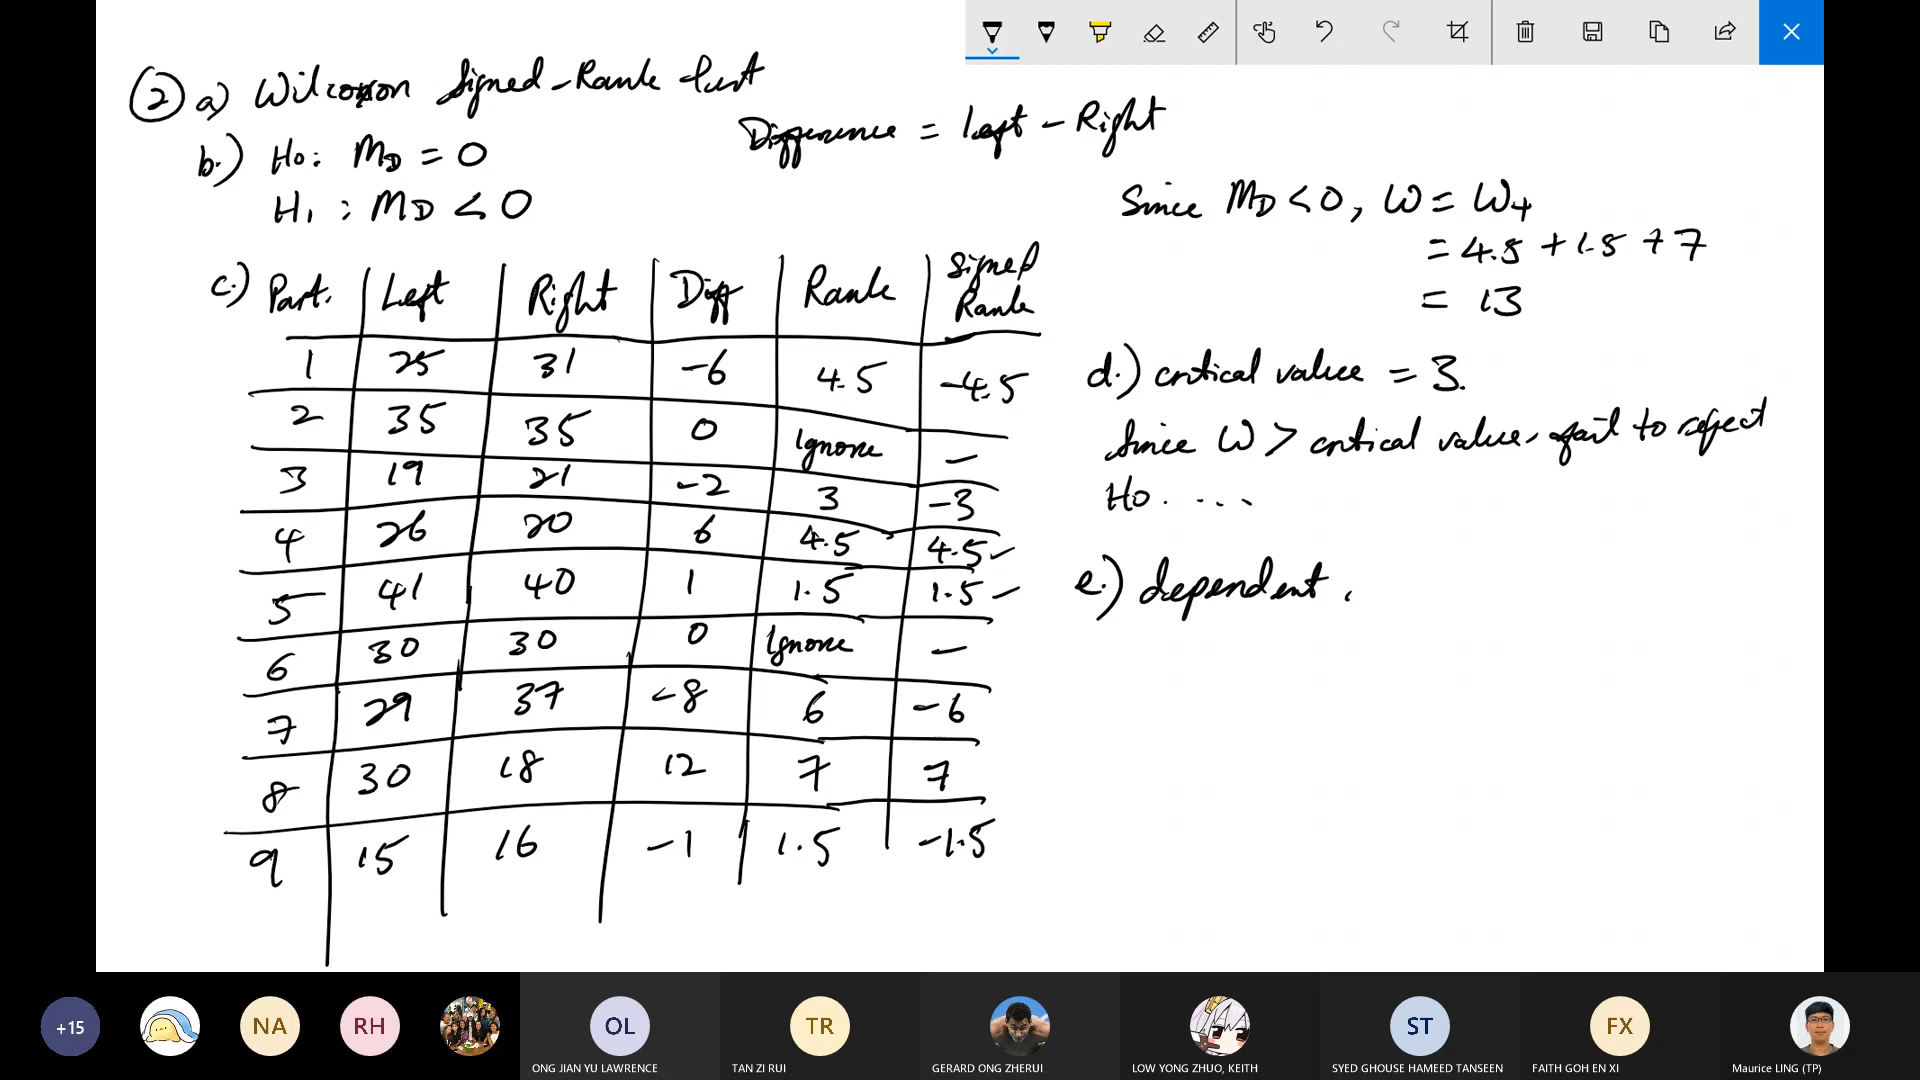 (2) a) Wilcoxon Signed-Rank test
b.) Ho: MD = 0
H1 : MD < 0
Difference = Left - Right
c.) Part. Left Right Diff Rank Signed Rank
1 25 31 -6 4.5 -4.5
2 35 35 0 Ignore -
3 19 21 -2 3 -3
4 26 20 6 4.5 4.5 ✓
5 41 40 1 1.5 1.5 ✓
6 30 30 0 Ignore -
7 29 37 -8 6 -6
8 30 18 12 7 7
9 15 16 -1 1.5 -1.5
Since MD < 0, W = W+
= 4.5 + 1.5 + 7
= 13
d.) critical value = 3.
Since W > critical value, fail to reject
Ho. ...
e.) dependent.
+15 NA RH OL TR ST FX
ONG JIAN YU LAWRENCE TAN ZI RUI GERARD ONG ZHERUI LOW YONG ZHUO, KEITH SYED GHOUSE HAMEED TANSEEN FAITH GOH EN XI Maurice LING (TP)